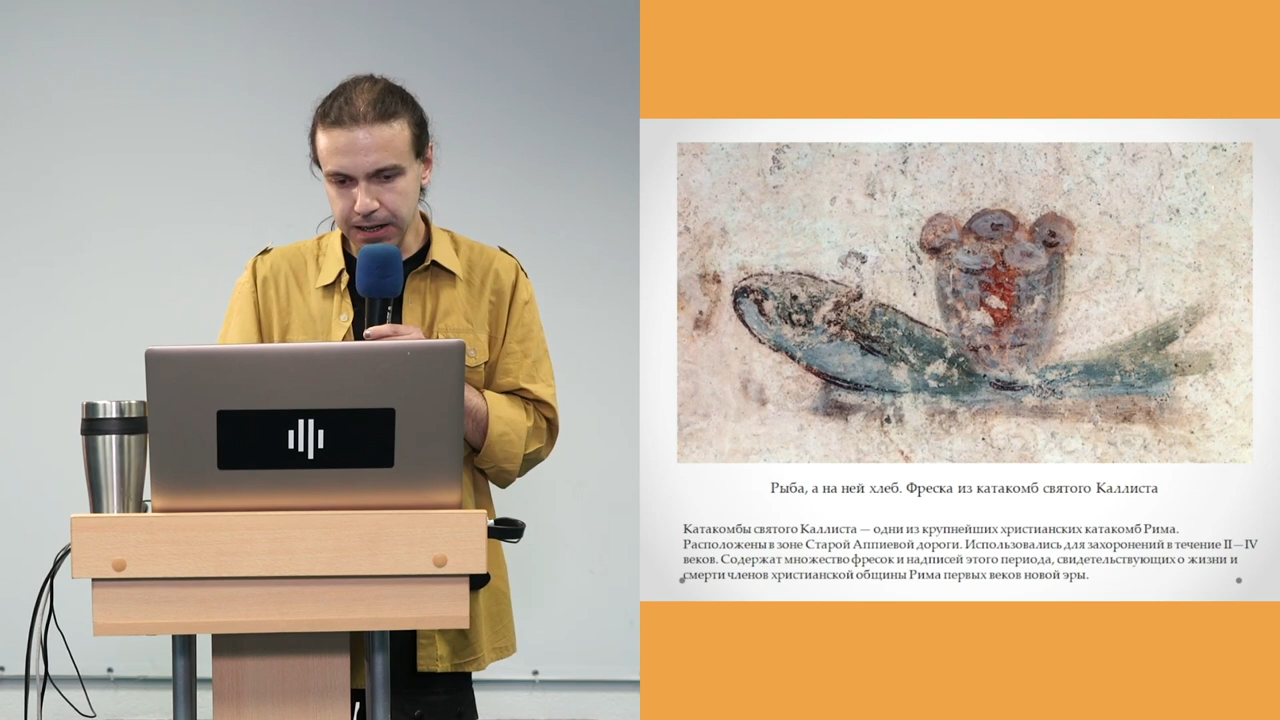 Рыба, а на ней хлеб. Фреска из катакомб святого Каллиста
Катакомбы святого Каллиста — одни из крупнейших христианских катакомб Рима.
Расположены в зоне Старой Аппиевой дороги. Использовались для захоронений в течение II—IV
веков. Содержат множество фресок и надписей этого периода, свидетельствующих о жизни и
смерти членов христианской общины Рима первых веков новой эры.